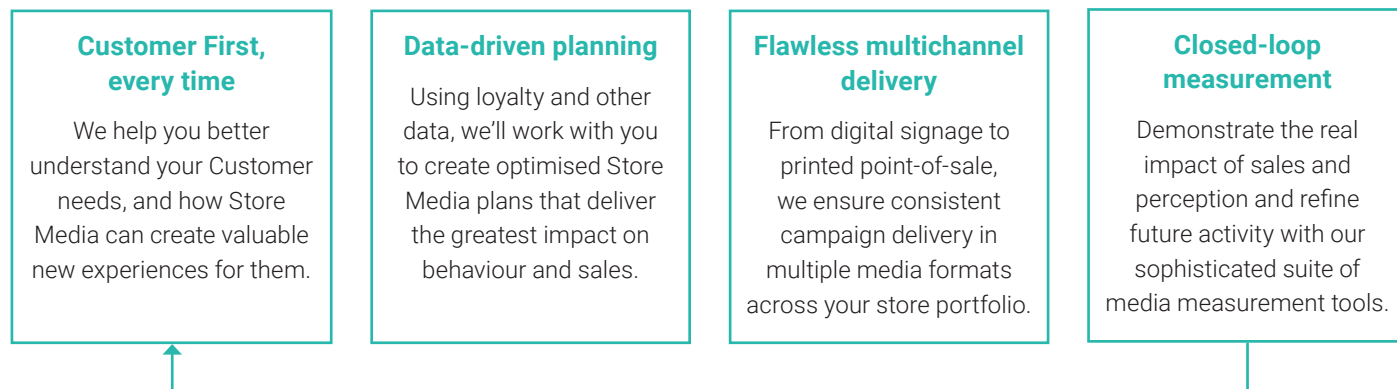 Customer First,
every time
We help you better
understand your Customer
needs, and how Store
Media can create valuable
new experiences for them.
Data-driven planning
Using loyalty and other
data, we’ll work with you
to create optimised Store
Media plans that deliver
the greatest impact on
behaviour and sales.
Flawless multichannel
delivery
From digital signage to
printed point-of-sale,
we ensure consistent
campaign delivery in
multiple media formats
across your store portfolio.
Closed-loop
measurement
Demonstrate the real
impact of sales and
perception and refine
future activity with our
sophisticated suite of
media measurement tools.